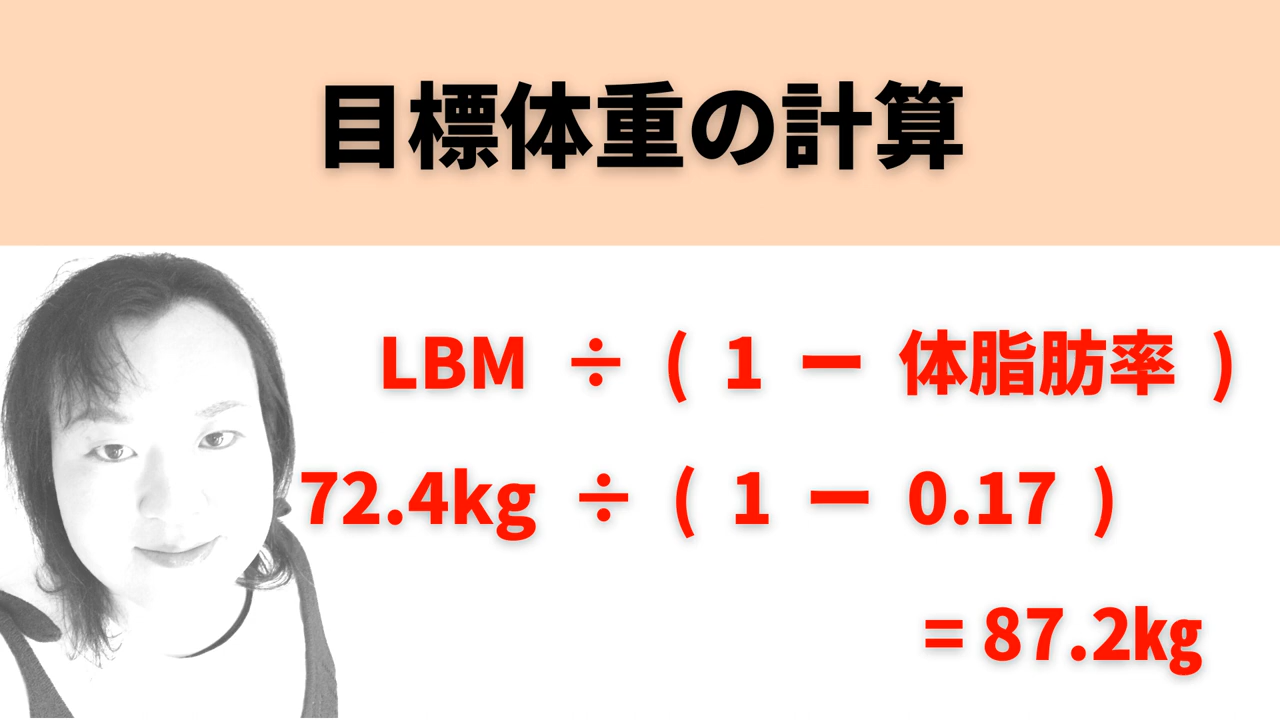 目標体重の計算
LBM ÷ ( 1 ー 体脂肪率 )
72.4kg ÷ ( 1 ー 0.17 )
= 87.2kg